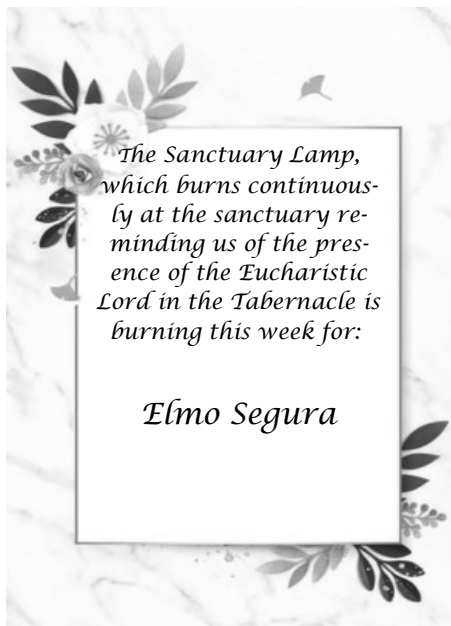 The Sanctuary Lamp,
which burns continuous-
ly at the sanctuary re-
minding us of the pres-
ence of the Eucharistic
Lord in the Tabernacle is
burning this week for:
Elmo Segura